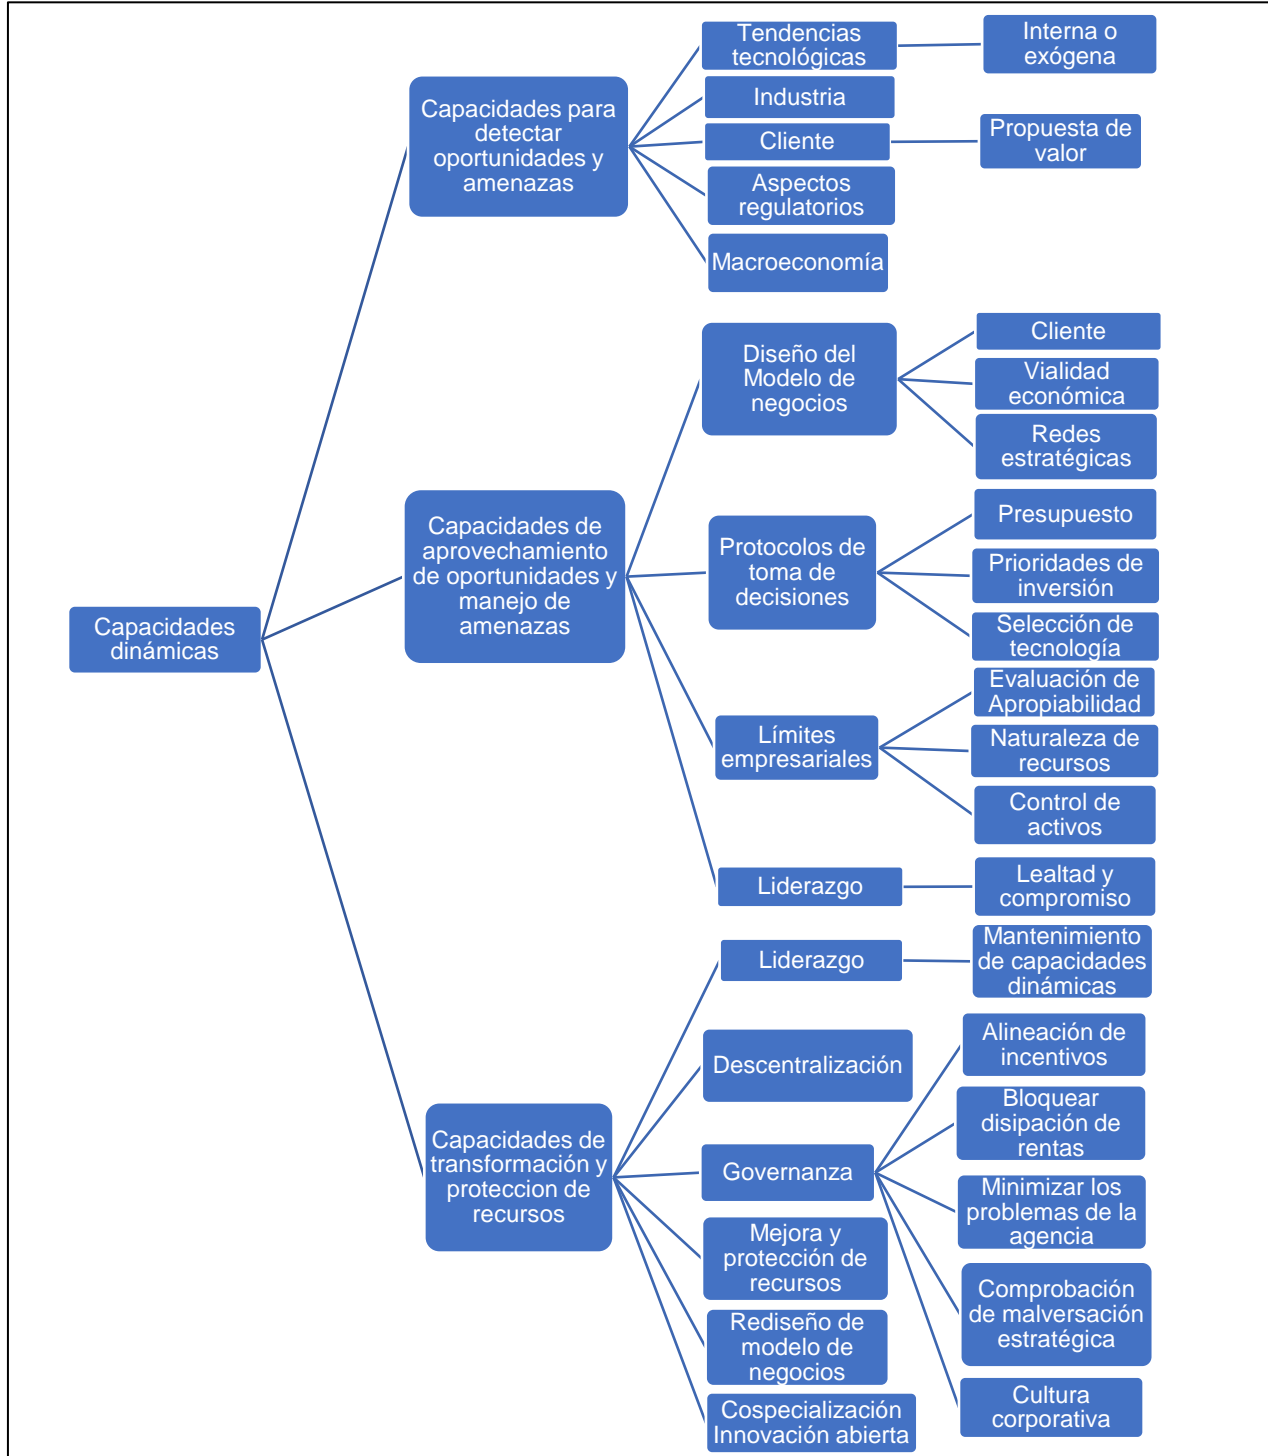 Capacidades
dinámicas
Capacidades para
detectar
oportunidades y
amenazas
Tendencias
tecnológicas
Interna o
exógena
Industria
Cliente
Propuesta de
valor
Aspectos
regulatorios
Macroeconomía
Capacidades de
aprovechamiento
de oportunidades y
manejo de
amenazas
Diseño del
Modelo de
negocios
Cliente
Vialidad
económica
Redes
estratégicas
Protocolos de
toma de
decisiones
Presupuesto
Prioridades de
inversión
Selección de
tecnología
Límites
empresariales
Evaluación de
Apropiabilidad
Naturaleza de
recursos
Control de
activos
Liderazgo
Lealtad y
compromiso
Capacidades de
transformación y
proteccion de
recursos
Liderazgo
Mantenimiento
de capacidades
dinámicas
Descentralización
Governanza
Alineación de
incentivos
Bloquear
disipación de
rentas
Minimizar los
problemas de la
agencia
Comprobación
de malversación
estratégica
Cultura
corporativa
Mejora y
protección de
recursos
Rediseño de
modelo de
negocios
Cospecialización
Innovación abierta